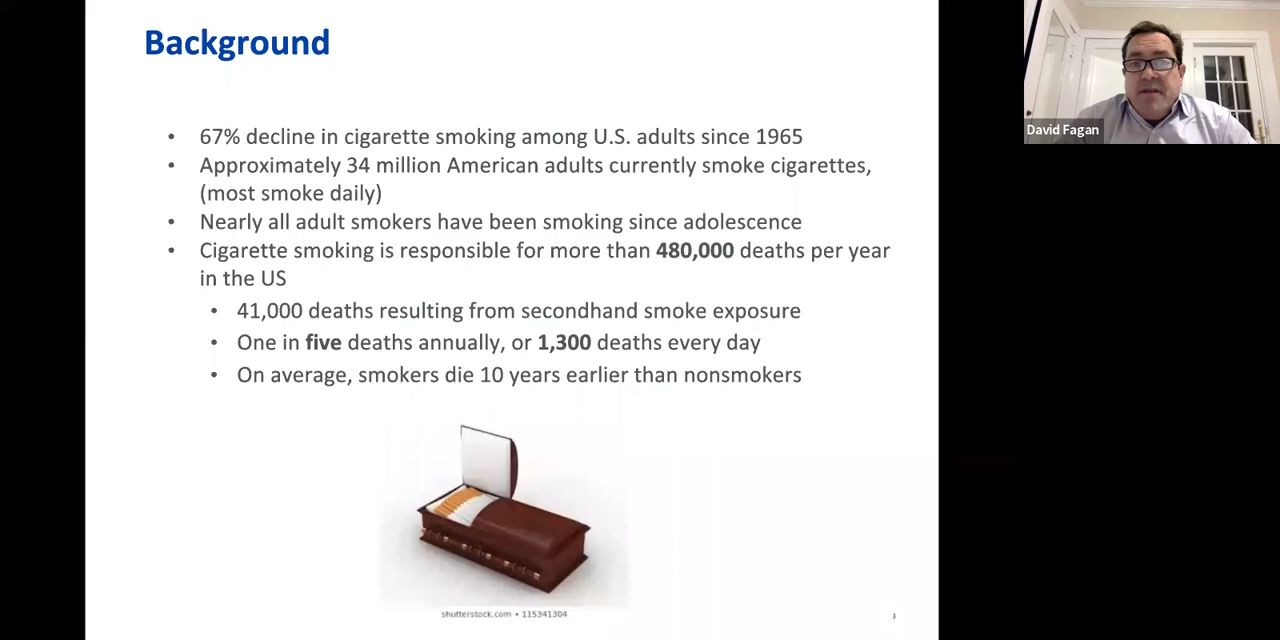 Background
• 67% decline in cigarette smoking among U.S. adults since 1965
• Approximately 34 million American adults currently smoke cigarettes,
(most smoke daily)
• Nearly all adult smokers have been smoking since adolescence
• Cigarette smoking is responsible for more than 480,000 deaths per year
in the US
• 41,000 deaths resulting from secondhand smoke exposure
• One in five deaths annually, or 1,300 deaths every day
• On average, smokers die 10 years earlier than nonsmokers
shutterstock.com • 115341304
3
David Fagan